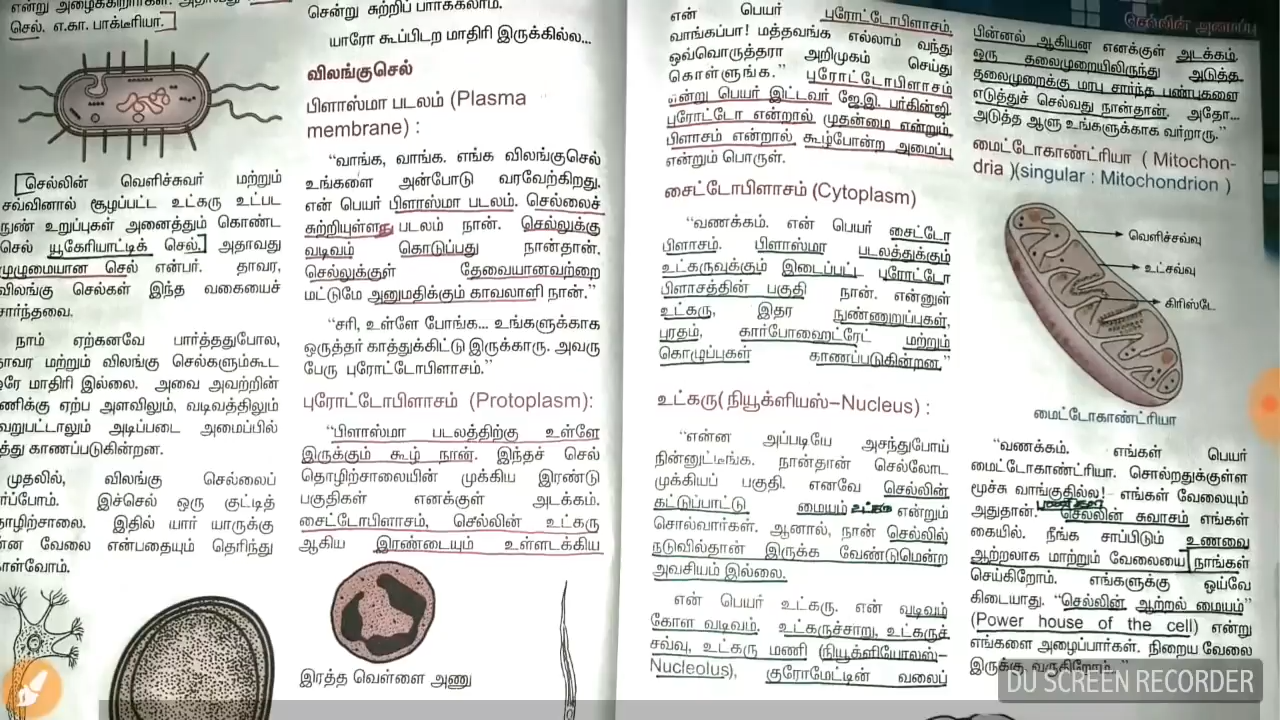 என்று அழைக்கிறார்கள். அதாவது
செல். எ.கா. பாக்டீரியா.
செல்லின் வெளிச்சுவர் மற்றும்
சவ்வினால் சூழப்பட்ட உட்கரு உட்பட
நுண் உறுப்புகள் அனைத்தும் கொண்ட
செல் யூகேரியாட்டிக் செல். அதாவது
முழுமையான செல் என்பர். தாவர,
விலங்கு செல்கள் இந்த வகையைச்
சார்ந்தவை.
நாம் ஏற்கனவே பார்த்ததுபோல,
தாவர மற்றும் விலங்கு செல்களும்கூட
ஒரே மாதிரி இல்லை. அவை அவற்றின்
பணிக்கு ஏற்ப அளவிலும், வடிவத்திலும்
வேறுபட்டாலும் அடிப்படை அமைப்பில்
ஒத்து காணப்படுகின்றன.
முதலில், விலங்கு செல்லைப்
பார்ப்போம். இச்செல் ஒரு குட்டித்
தொழிற்சாலை. இதில் யார் யாருக்கு
என்ன வேலை என்பதையும் தெரிந்து
கொள்வோம்.
சென்று சுற்றிப் பார்க்கலாம்.
யாரோ கூப்பிடற மாதிரி இருக்கில்ல...
விலங்குசெல்
பிளாஸ்மா படலம் (Plasma
membrane) :
“வாங்க, வாங்க. எங்க விலங்குசெல்
உங்களை அன்போடு வரவேற்கிறது.
என் பெயர் பிளாஸ்மா படலம். செல்லைச்
சுற்றியுள்ள படலம் நான். செல்லுக்கு
வடிவம் கொடுப்பது நான்தான்.
செல்லுக்குள் தேவையானவற்றை
மட்டுமே அனுமதிக்கும் காவலாளி நான்.”
“சரி, உள்ளே போங்க... உங்களுக்காக
ஒருத்தர் காத்துக்கிட்டு இருக்காரு. அவரு
பேரு புரோட்டோபிளாசம்.”
புரோட்டோபிளாசம் (Protoplasm):
“பிளாஸ்மா படலத்திற்கு உள்ளே
இருக்கும் கூழ் நான். இந்தச் செல்
தொழிற்சாலையின் முக்கிய இரண்டு
பகுதிகள் எனக்குள் அடக்கம்.
சைட்டோபிளாசம், செல்லின் உட்கரு
ஆகிய இரண்டையும் உள்ளடக்கிய
இரத்த வெள்ளை அணு
என் பெயர் புரோட்டோபிளாசம்.
வாங்கப்பா! மத்தவங்க எல்லாம் வந்து
ஒவ்வொருத்தரா அறிமுகம் செய்து
கொள்ளுங்க.” புரோட்டோபிளாசம்
என்று பெயர் இட்டவர் ஜே.இ. பர்கின்ஜி
புரோட்டோ என்றால் முதன்மை என்றும்,
பிளாசம் என்றால் கூழ்போன்ற அமைப்பு
என்றும் பொருள்.
சைட்டோபிளாசம் (Cytoplasm)
“வணக்கம். என் பெயர் சைட்டோ
பிளாசம். பிளாஸ்மா படலத்துக்கும்
உட்கருவுக்கும் இடைப்பட்ட புரோட்டோ
பிளாசத்தின் பகுதி நான். என்னுள்
உட்கரு, இதர நுண்ணுறுப்புகள்,
புரதம், கார்போஹைட்ரேட் மற்றும்
கொழுப்புகள் காணப்படுகின்றன.”
உட்கரு( நியூக்ளியஸ்–Nucleus) :
“என்ன அப்படியே அசந்துபோய்
நின்னுட்டீங்க. நான்தான் செல்லோட
முக்கியப் பகுதி. எனவே செல்லின்
கட்டுப்பாட்டு மையம் உட்கரு என்றும்
சொல்வார்கள். ஆனால், நான் செல்லில்
நடுவில்தான் இருக்க வேண்டுமென்ற
அவசியம் இல்லை.
என் பெயர் உட்கரு. என் வடிவம்
கோள வடிவம். உட்கருச்சாறு, உட்கருச்
சவ்வு, உட்கரு மணி (நியூக்ளியோலஸ்–
Nucleolus), குரோமேட்டின் வலைப்
செல்லின் அமைப்பு
பின்னல் ஆகியன எனக்குள் அடக்கம்.
ஒரு தலைமுறையிலிருந்து அடுத்த
தலைமுறைக்கு மரபு சார்ந்த பண்புகளை
எடுத்துச் செல்வது நான்தான். அதோ...
அடுத்த ஆளு உங்களுக்காக வர்றாரு.”
மைட்டோகாண்ட்ரியா ( Mitochon-
dria )(singular : Mitochondrion )
வெளிச்சவ்வு
உட்சவ்வு
கிரிஸ்டே
மைட்டோகாண்ட்ரியா
“வணக்கம். எங்கள் பெயர்
மைட்டோகாண்ட்ரியா. சொல்றதுக்குள்ள
மூச்சு வாங்குதில்ல! எங்கள் வேலையும்
அதுதான். செல்லின் சுவாசம் எங்கள்
கையில். நீங்க சாப்பிடும் உணவை
ஆற்றலாக மாற்றும் வேலையை நாங்கள்
செய்கிறோம். எங்களுக்கு ஓய்வே
கிடையாது. “செல்லின் ஆற்றல் மையம்”
(Power house of the cell) என்று
எங்களை அழைப்பார்கள். நிறைய வேலை
இருக்கு. வருகிறோம்...”
DU SCREEN RECORDER